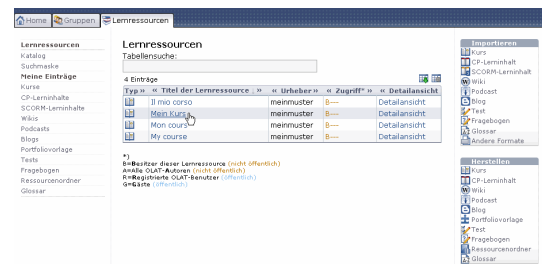 Home Gruppen Lernressourcen
Lernressourcen
Katalog
Suchmaske
Meine Einträge
Kurse
CP-Lerninhalte
SCORM-Lerninhalte
Wikis
Podcasts
Blogs
Portfoliovorlage
Tests
Fragebogen
Ressourcenordner
Glossar
Lernressourcen
Tabellensuche:
4 Einträge
Typ » « Titel der Lernressource » « Urheber » « Zugriff* » « Detailansicht
Il mio corso meinmuster B--- Detailansicht
Mein Kurs meinmuster B--- Detailansicht
Mon cours meinmuster B--- Detailansicht
My course meinmuster B--- Detailansicht
*)
B=Besitzer dieser Lernressource (nicht öffentlich)
A=Alle OLAT-Autoren (nicht öffentlich)
R=Registrierte OLAT-Benutzer (öffentlich)
G=Gäste (öffentlich)
Importieren
Kurs
CP-Lerninhalt
SCORM-Lerninhalt
Wiki
Podcast
Blog
Test
Fragebogen
Glossar
Andere Formate
Herstellen
Kurs
CP-Lerninhalt
Wiki
Podcast
Blog
Portfoliovorlage
Test
Fragebogen
Ressourcenordner
Glossar